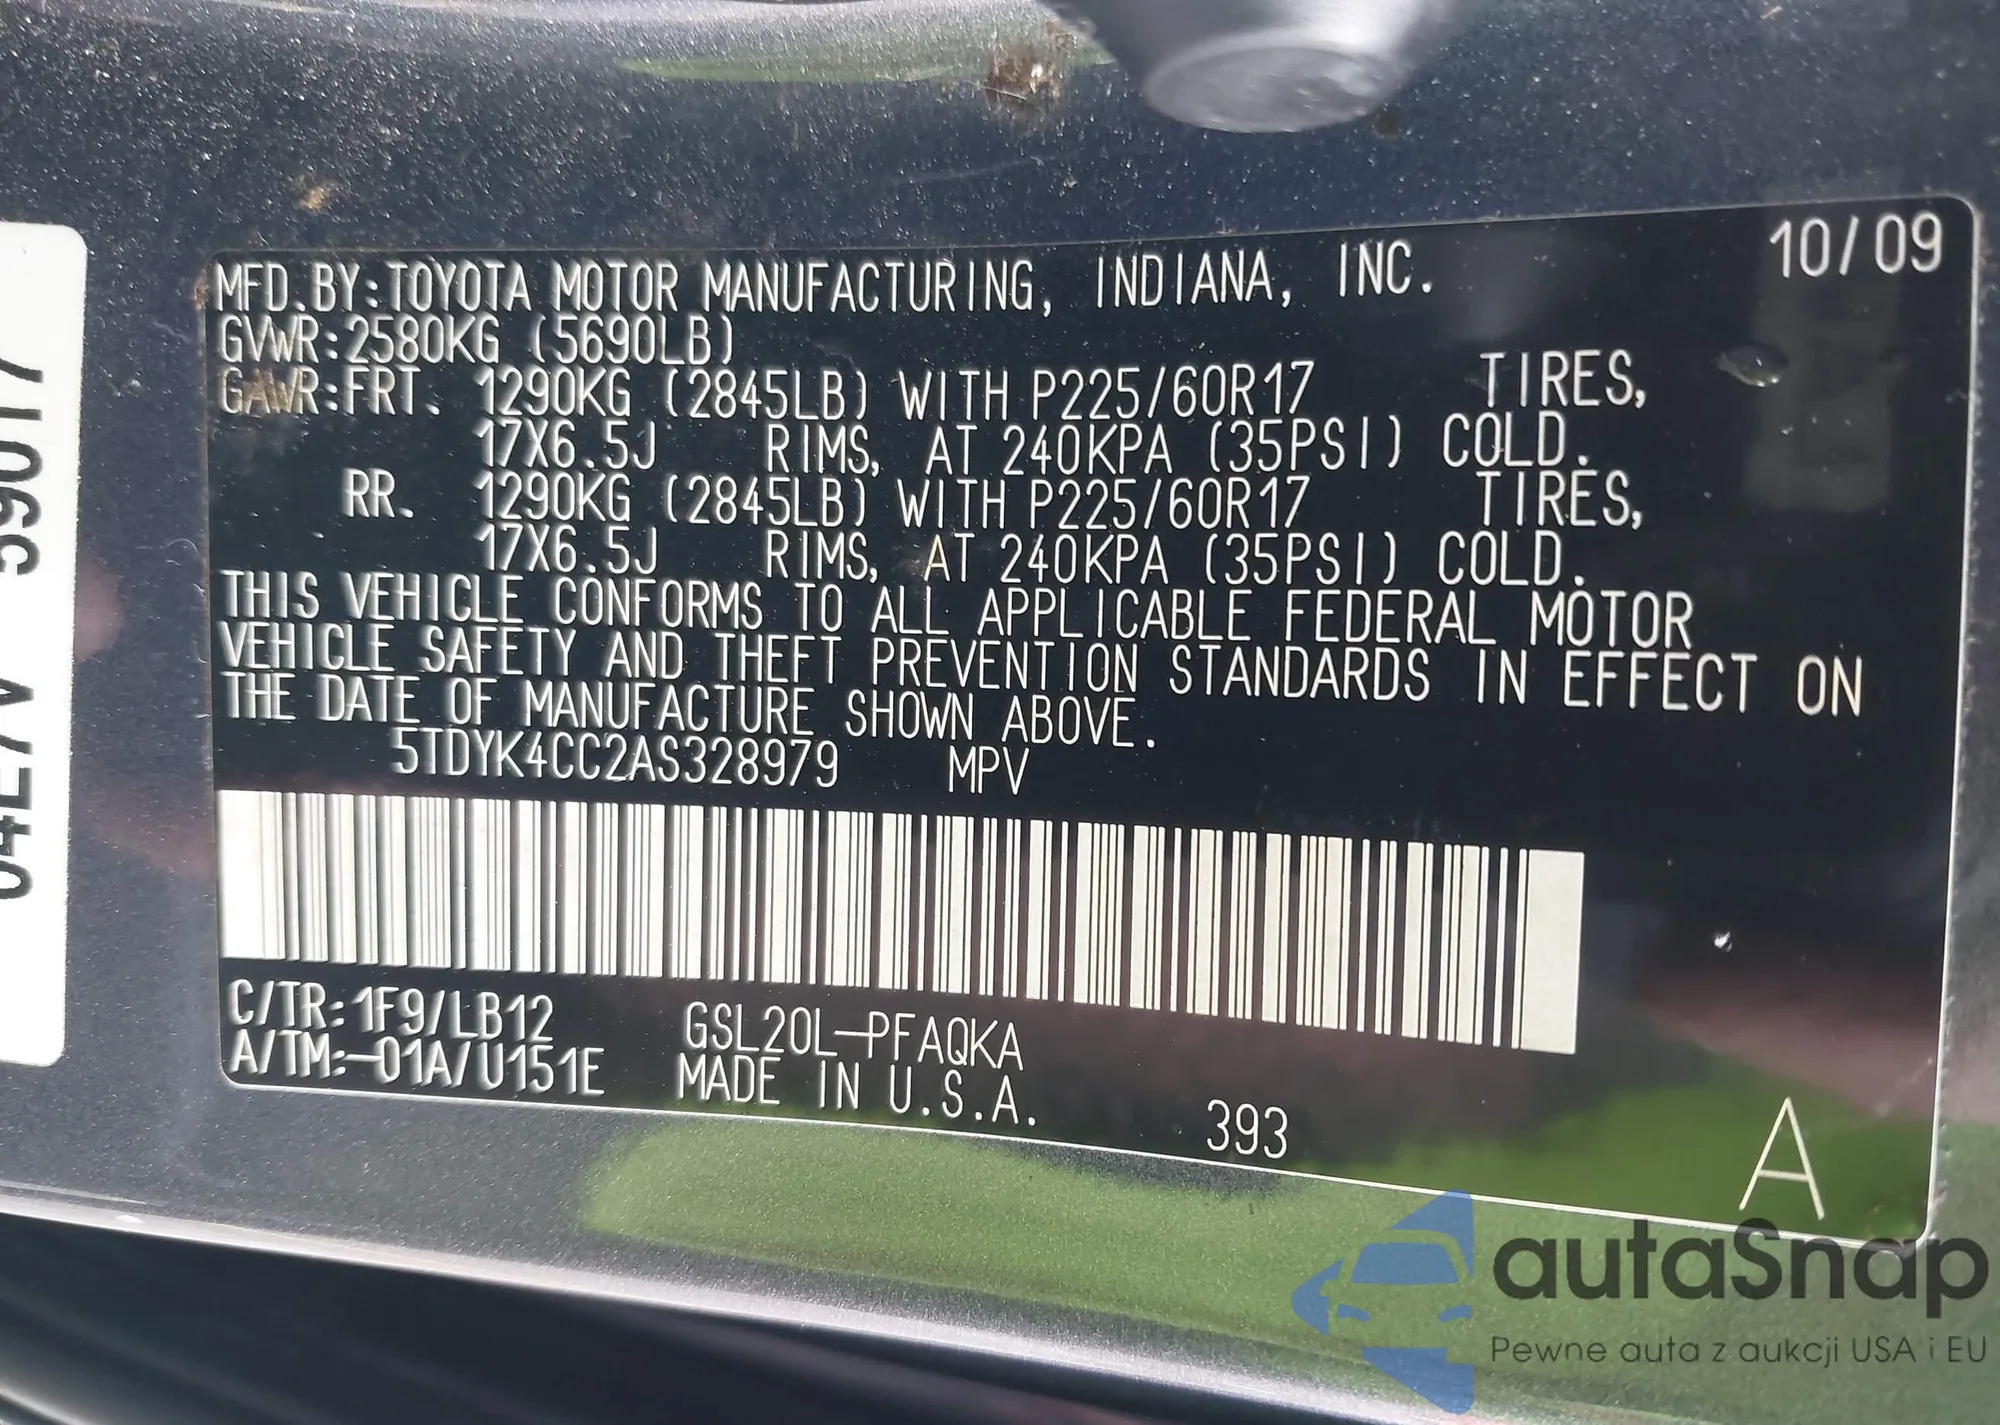 10/09
MFD.BY:TOYOTA MOTOR MANUFACTURING, INDIANA, INC.
GVWR:2580KG (5690LB)
GAWR:FRT. 1290KG (2845LB) WITH P225/60R17 TIRES,
17X6.5J RIMS, AT 240KPA (35PSI) COLD.
RR. 1290KG (2845LB) WITH P225/60R17 TIRES,
17X6.5J RIMS, AT 240KPA (35PSI) COLD.
THIS VEHICLE CONFORMS TO ALL APPLICABLE FEDERAL MOTOR
VEHICLE SAFETY AND THEFT PREVENTION STANDARDS IN EFFECT ON
THE DATE OF MANUFACTURE SHOWN ABOVE.
5TDYK4CC2AS328979 MPV
C/TR:1F9/LB12 GSL20L-PFAQKA
A/TM:-01A/U151E MADE IN U.S.A.
393
A
autaSnap
Pewne auta z aukcji USA i EU